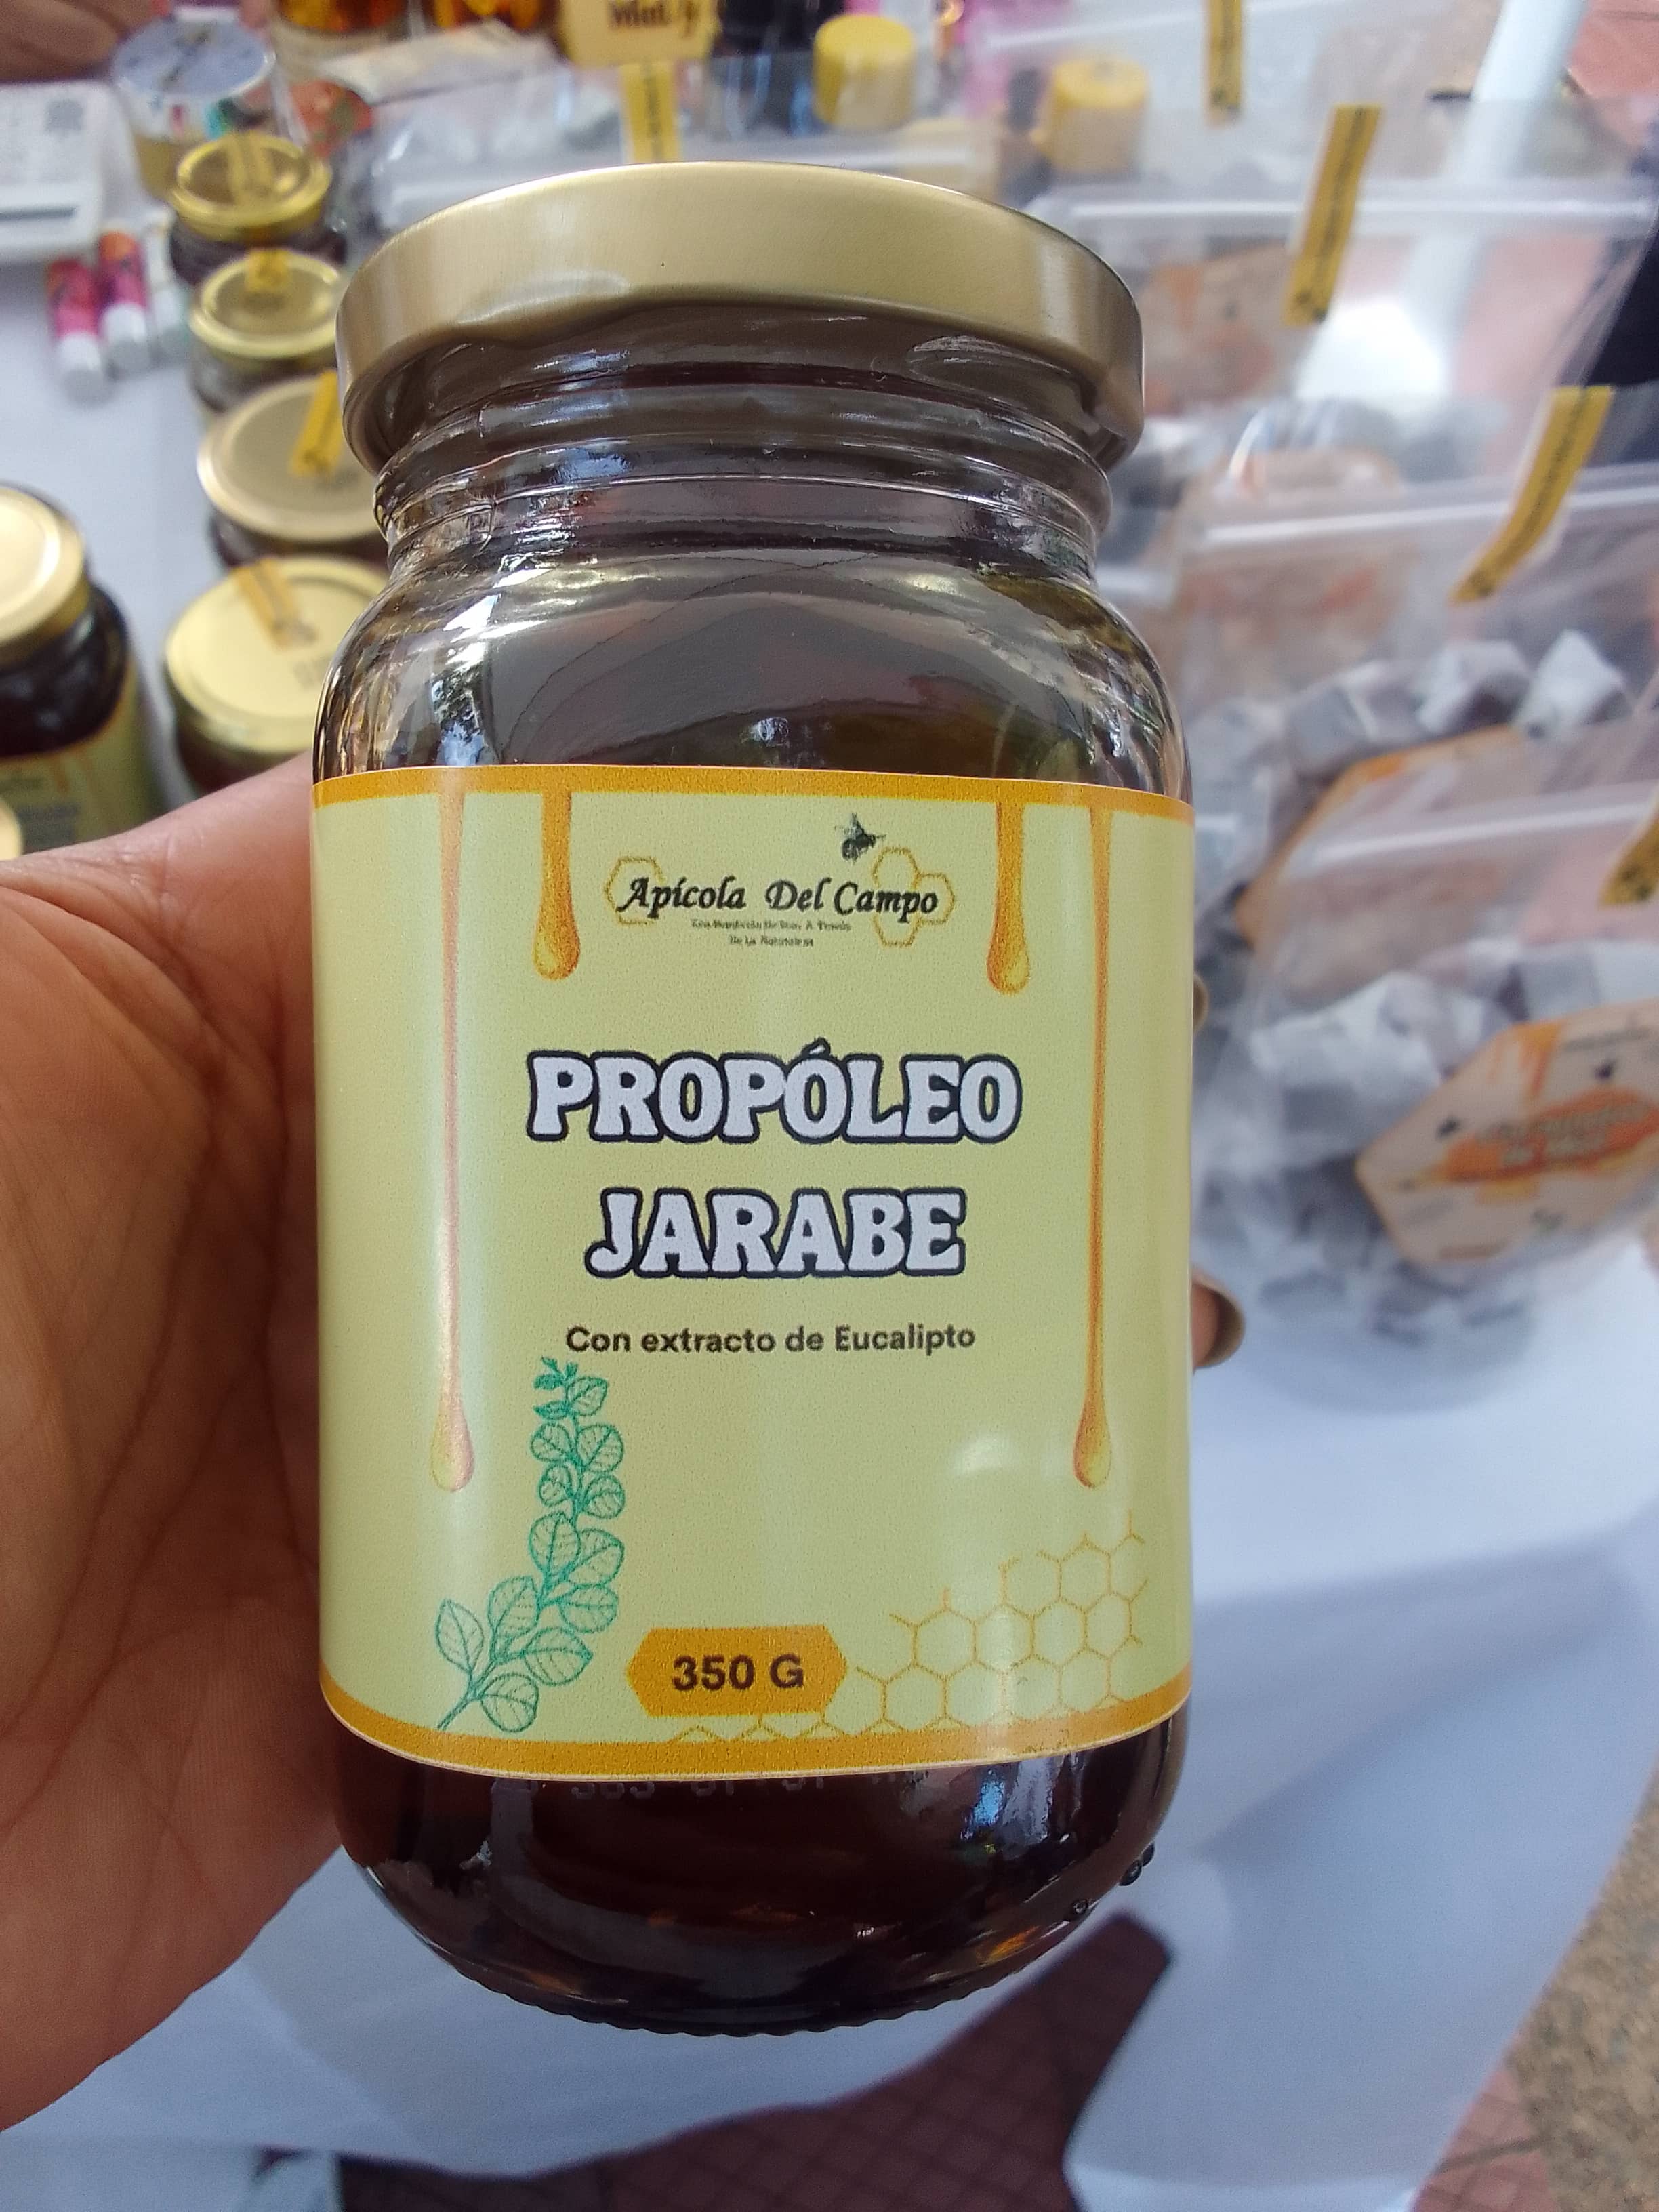 Apícola Del Campo
PROPÓLEO
JARABE
Con extracto de Eucalipto
350 G